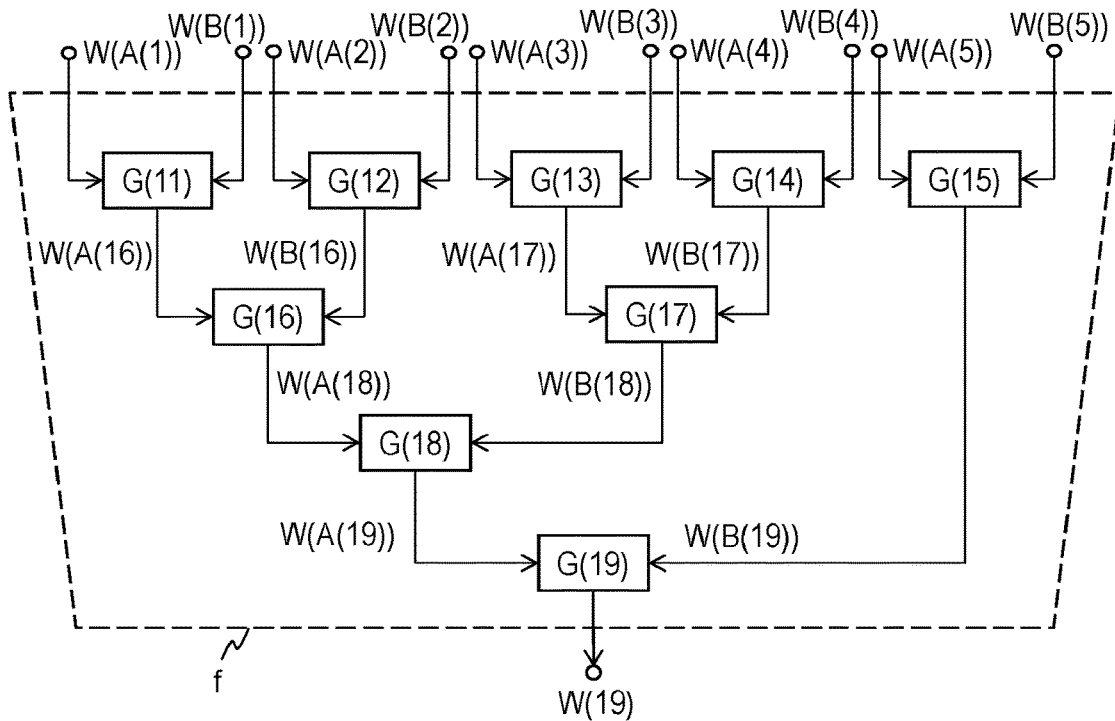 W(A(1)) W(B(1)) W(A(2)) W(B(2)) W(A(3)) W(B(3)) W(A(4)) W(B(4)) W(A(5)) W(B(5))
G(11) G(12) G(13) G(14) G(15)
W(A(16)) W(B(16)) W(A(17)) W(B(17))
G(16) G(17)
W(A(18)) W(B(18))
G(18)
W(A(19)) W(B(19))
G(19)
f
W(19)